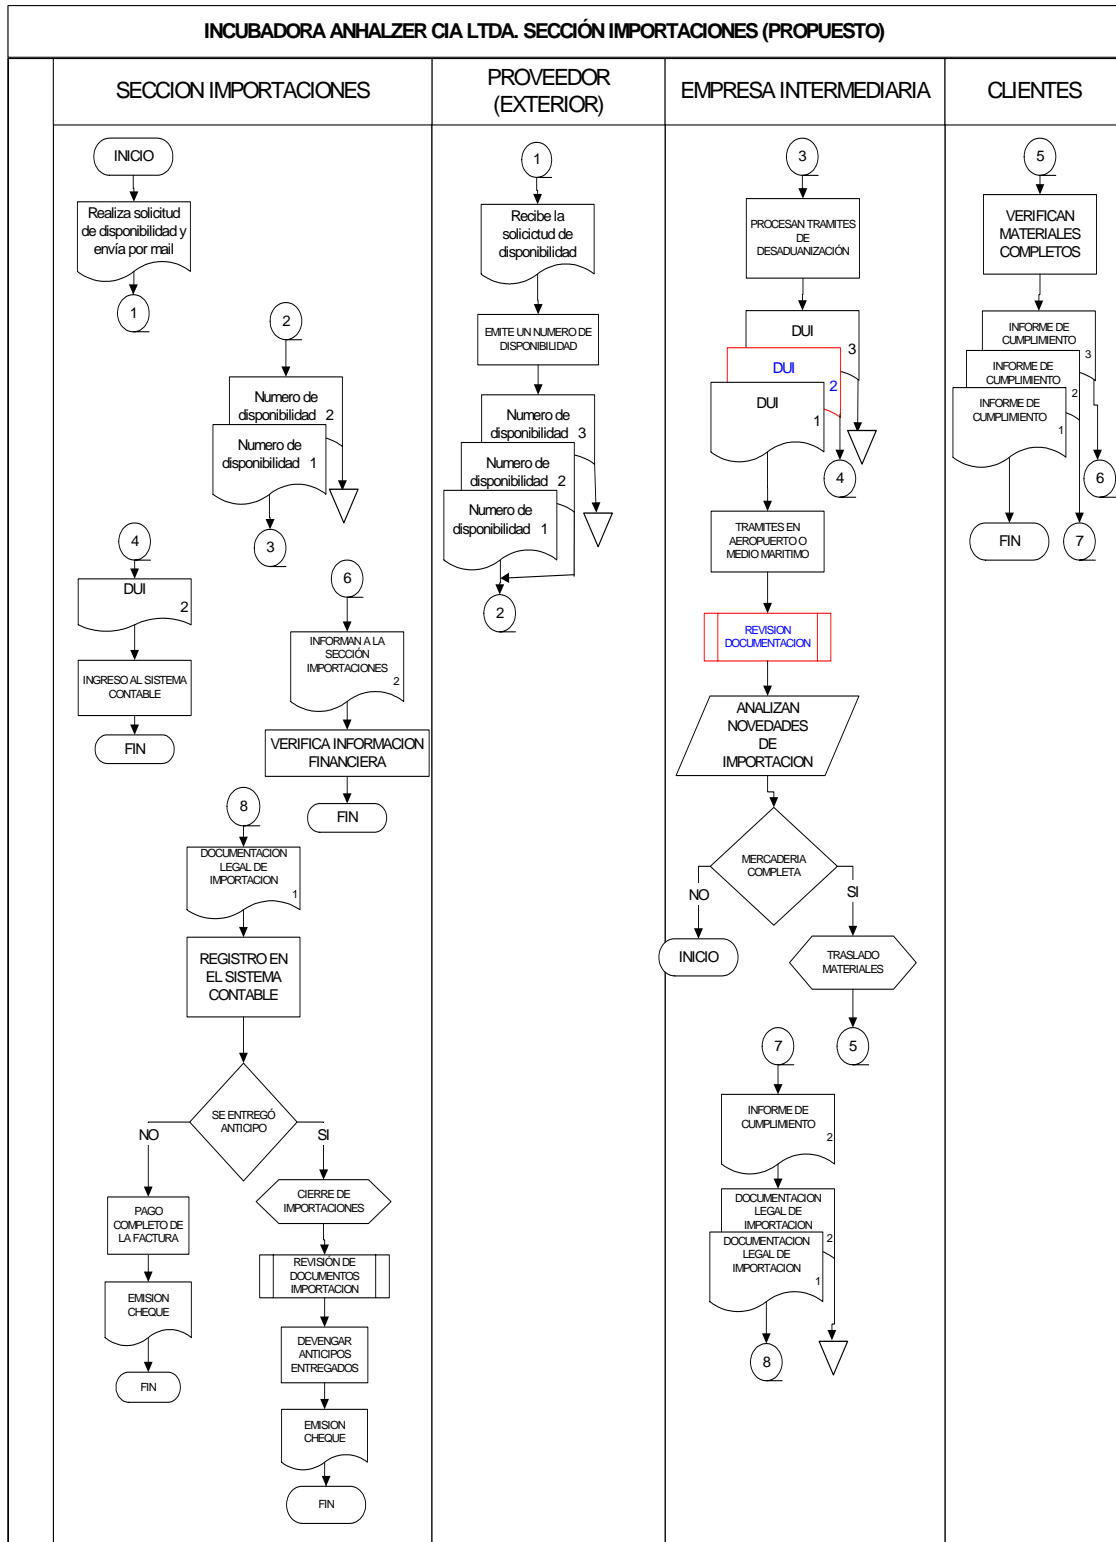 INCUBADORA ANHALZER CIA LTDA. SECCIÓN IMPORTACIONES (PROPUESTO)
SECCION IMPORTACIONES
INICIO
Realiza solicitud
de disponibilidad y
envía por mail
1
2
Numero de
disponibilidad 2
Numero de
disponibilidad 1
3
4
DUI
2
INGRESO AL SISTEMA
CONTABLE
FIN
6
INFORMAN A LA
SECCIÓN
IMPORTACIONES
2
VERIFICA INFORMACION
FINANCIERA
FIN
8
DOCUMENTACION
LEGAL DE
IMPORTACION
1
REGISTRO EN
EL SISTEMA
CONTABLE
SE ENTREGÓ
ANTICIPO
NO
SI
PAGO
COMPLETO DE
LA FACTURA
EMISION
CHEQUE
FIN
CIERRE DE
IMPORTACIONES
REVISIÓN DE
DOCUMENTOS
IMPORTACION
DEVENGAR
ANTICIPOS
ENTREGADOS
EMISION
CHEQUE
FIN
PROVEEDOR
(EXTERIOR)
1
Recibe la
solicictud de
disponibilidad
EMITE UN NUMERO DE
DISPONIBILIDAD
Numero de
disponibilidad 3
Numero de
disponibilidad 2
Numero de
disponibilidad 1
2
EMPRESA INTERMEDIARIA
3
PROCESAN TRAMITES
DE
DESADUANIZACIÓN
DUI
3
DUI
2
DUI
1
4
TRAMITES EN
AEROPUERTO O
MEDIO MARITIMO
REVISION
DOCUMENTACION
ANALIZAN
NOVEDADES
DE
IMPORTACION
MERCADERIA
COMPLETA
NO
SI
INICIO
TRASLADO
MATERIALES
5
7
INFORME DE
CUMPLIMIENTO
2
DOCUMENTACION
LEGAL DE
IMPORTACION
2
DOCUMENTACION
LEGAL DE
IMPORTACION
1
8
CLIENTES
5
VERIFICAN
MATERIALES
COMPLETOS
INFORME DE
CUMPLIMIENTO
3
INFORME DE
CUMPLIMIENTO
2
INFORME DE
CUMPLIMIENTO
1
6
FIN
7